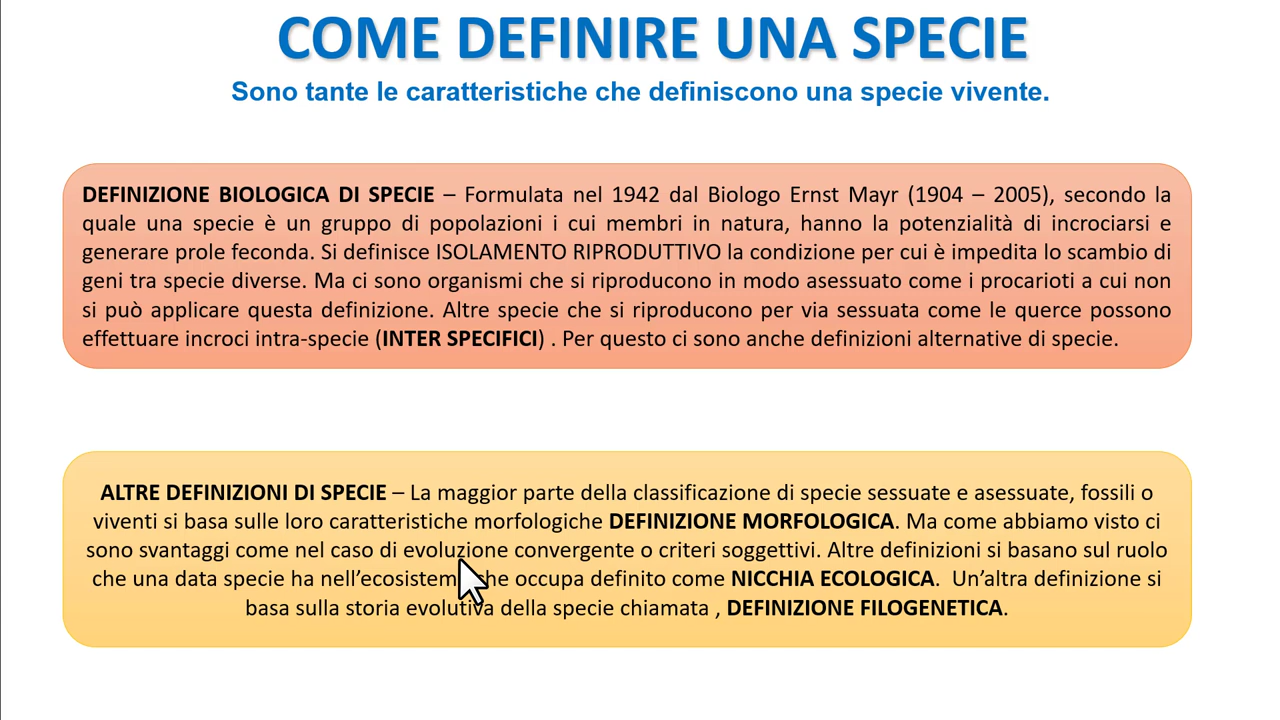 COME DEFINIRE UNA SPECIE
Sono tante le caratteristiche che definiscono una specie vivente.
DEFINIZIONE BIOLOGICA DI SPECIE – Formulata nel 1942 dal Biologo Ernst Mayr (1904 – 2005), secondo la
quale una specie è un gruppo di popolazioni i cui membri in natura, hanno la potenzialità di incrociarsi e
generare prole feconda. Si definisce ISOLAMENTO RIPRODUTTIVO la condizione per cui è impedita lo scambio di
geni tra specie diverse. Ma ci sono organismi che si riproducono in modo asessuato come i procarioti a cui non
si può applicare questa definizione. Altre specie che si riproducono per via sessuata come le querce possono
effettuare incroci intra-specie (INTER SPECIFICI) . Per questo ci sono anche definizioni alternative di specie.
ALTRE DEFINIZIONI DI SPECIE – La maggior parte della classificazione di specie sessuate e asessuate, fossili o
viventi si basa sulle loro caratteristiche morfologiche DEFINIZIONE MORFOLOGICA. Ma come abbiamo visto ci
sono svantaggi come nel caso di evoluzione convergente o criteri soggettivi. Altre definizioni si basano sul ruolo
che una data specie ha nell’ecosistema che occupa definito come NICCHIA ECOLOGICA. Un’altra definizione si
basa sulla storia evolutiva della specie chiamata , DEFINIZIONE FILOGENETICA.